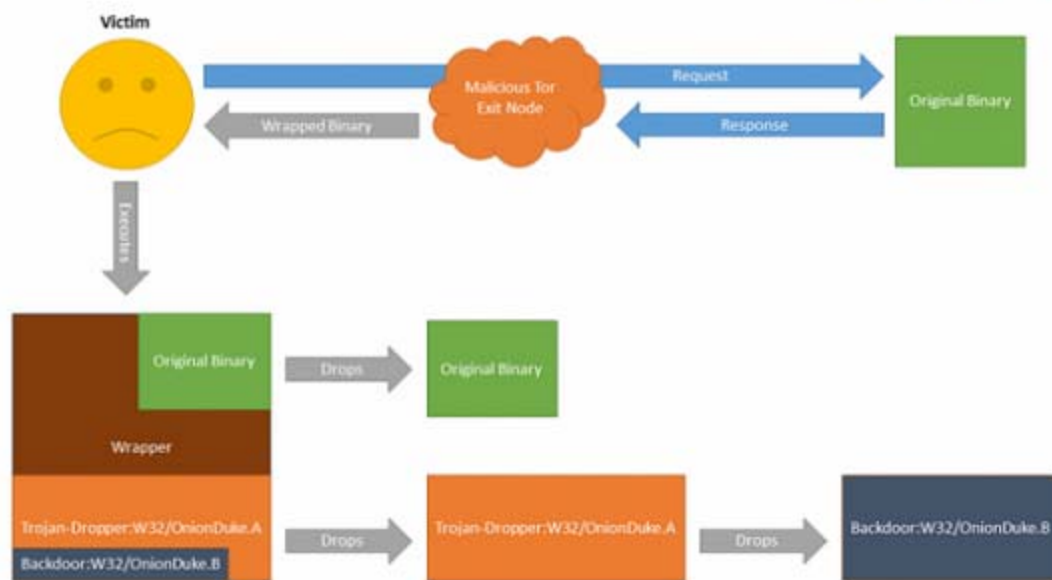 Victim
Malicious Tor
Exit Node
Request
Original Binary
Wrapped Binary
Response
Executes
Original Binary
Drops
Original Binary
Wrapper
Trojan-Dropper:W32/OnionDuke.A
Drops
Trojan-Dropper:W32/OnionDuke.A
Drops
Backdoor:W32/OnionDuke.B
Backdoor:W32/OnionDuke.B